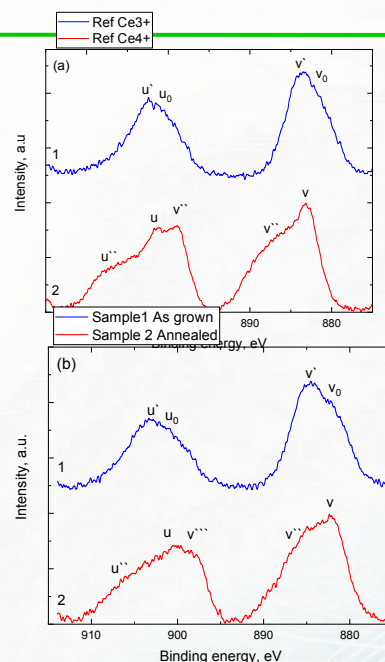 Ref Ce3+
Ref Ce4+
(a)
Intensity, a.u
u` u₀
v`
v₀
1
u``
u
v``
v``
v
2
890 880
Binding energy, eV
Sample1 As grown
Sample 2 Annealed
(b)
Intensity, a.u.
u` u₀
v`
v₀
1
u``
u
v```
v``
v
2
910 900 890 880
Binding energy, eV